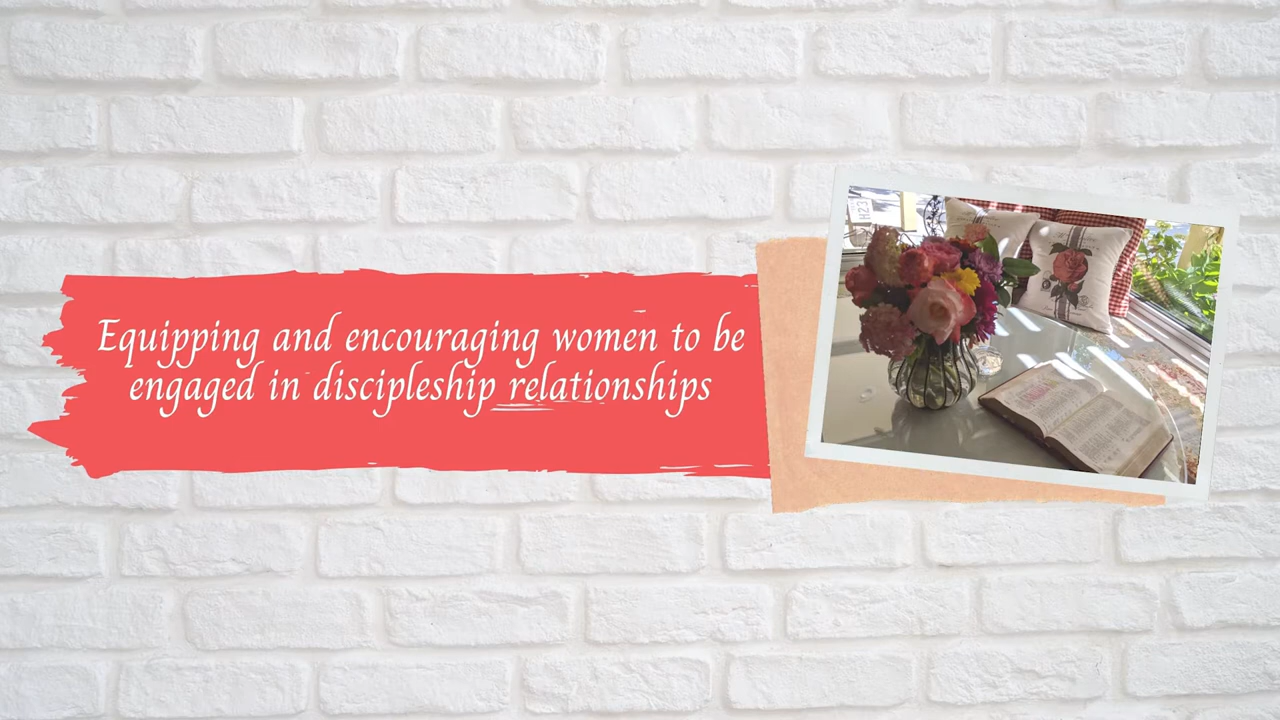 Equipping and encouraging women to be
engaged in discipleship relationships